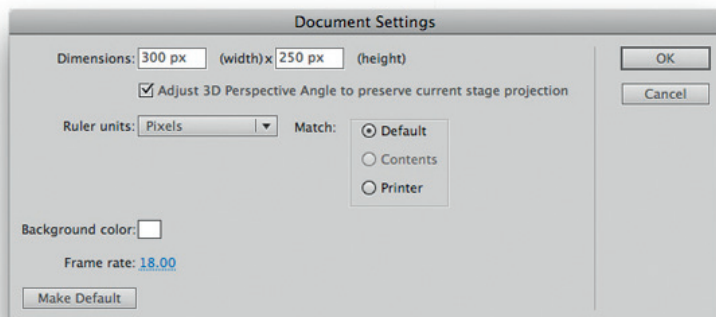 Document Settings
Dimensions: 300 px (width) x 250 px (height)
OK
Adjust 3D Perspective Angle to preserve current stage projection
Cancel
Ruler units: Pixels Match: Default
Contents
Printer
Background color:
Frame rate: 18.00
Make Default